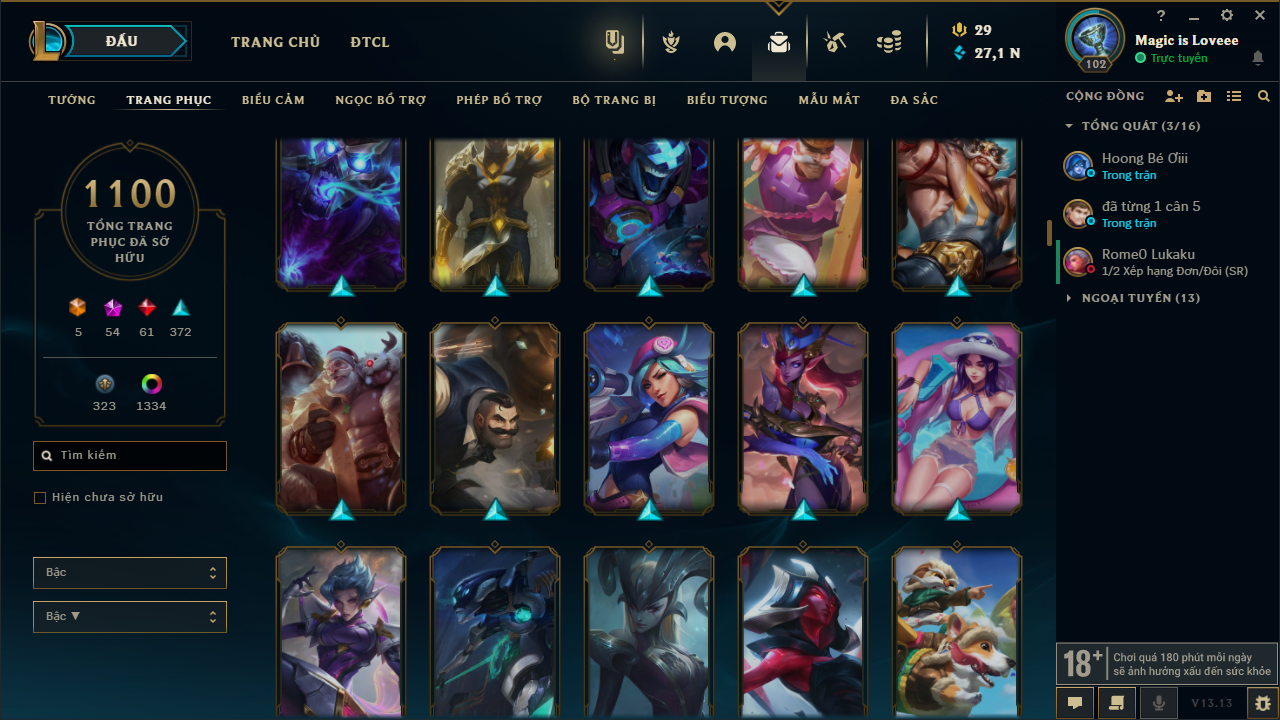 ĐẤU
TRANG CHỦ
ĐTCL
29
27,1 N
?
Magic is Loveee
Trực tuyến
102
TƯỚNG
TRANG PHỤC
BIỂU CẢM
NGỌC BỔ TRỢ
PHÉP BỔ TRỢ
BỘ TRANG BỊ
BIỂU TƯỢNG
MẪU MẮT
ĐA SẮC
1100
TỔNG TRANG
PHỤC ĐÃ SỞ
HỮU
5
54
61
372
323
1334
Tìm kiếm
Hiện chưa sở hữu
Bậc
Bậc ▼
CỘNG ĐỒNG
TỔNG QUÁT (3/16)
Hoong Bé Ơiii
Trong trận
đã từng 1 cân 5
Trong trận
Rome0 Lukaku
1/2 Xếp hạng Đơn/Đôi (SR)
NGOẠI TUYẾN (13)
18+
Chơi quá 180 phút mỗi ngày
sẽ ảnh hưởng xấu đến sức khỏe
V13.13